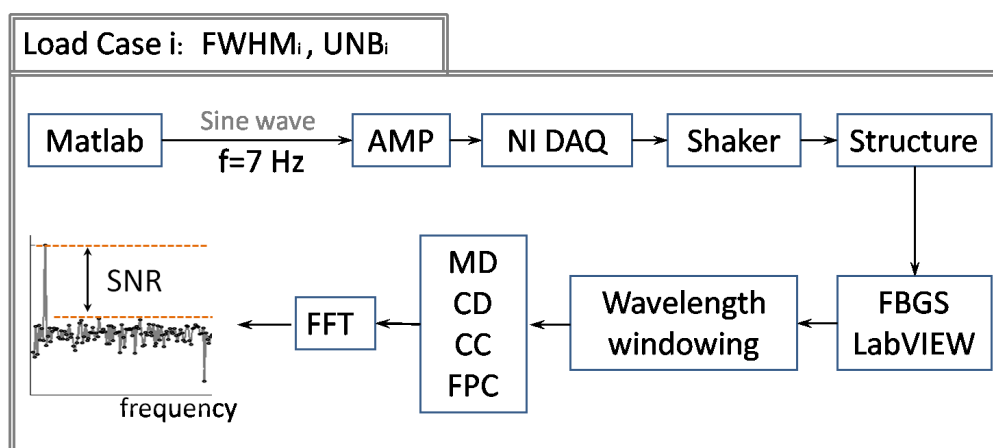 Load Case i: FWHMi, UNBi
Matlab
Sine wave
f=7 Hz
AMP
NI DAQ
Shaker
Structure
SNR
frequency
FFT
MD
CD
CC
FPC
Wavelength
windowing
FBGS
LabVIEW